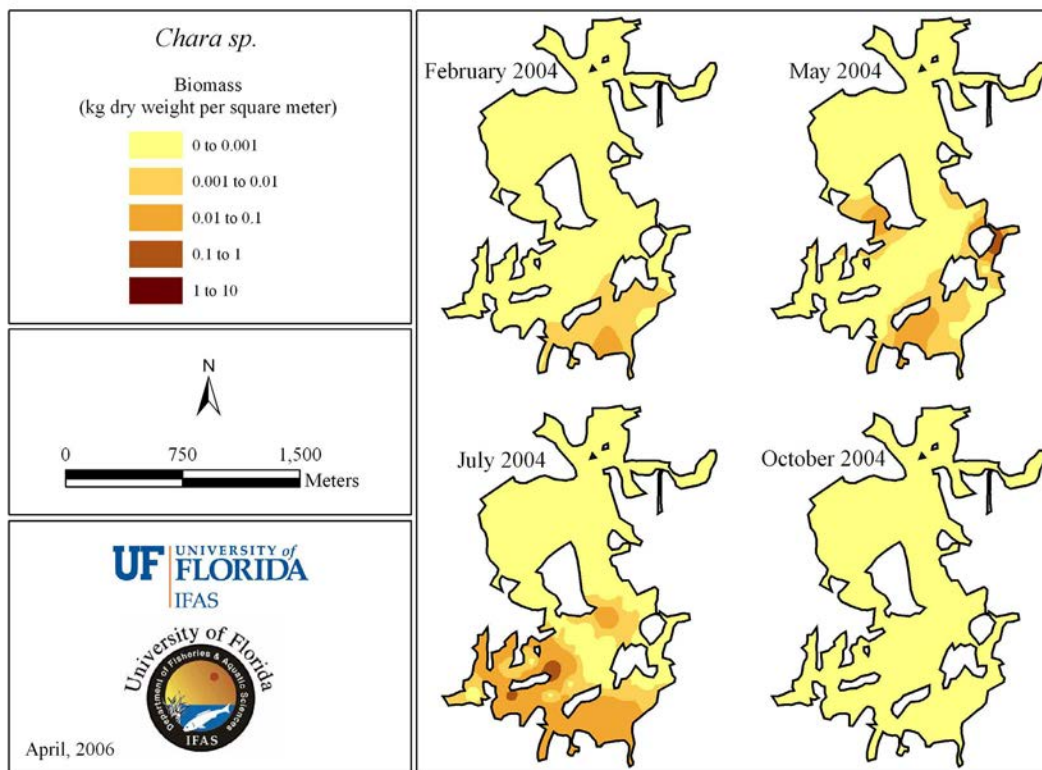 Chara sp.
Biomass
(kg dry weight per square meter)
0 to 0.001
0.001 to 0.01
0.01 to 0.1
0.1 to 1
1 to 10
N
0 750 1,500
Meters
UF UNIVERSITY of
FLORIDA
IFAS
University of Florida
Department of Fisheries & Aquatic Sciences
IFAS
April, 2006
February 2004
May 2004
July 2004
October 2004